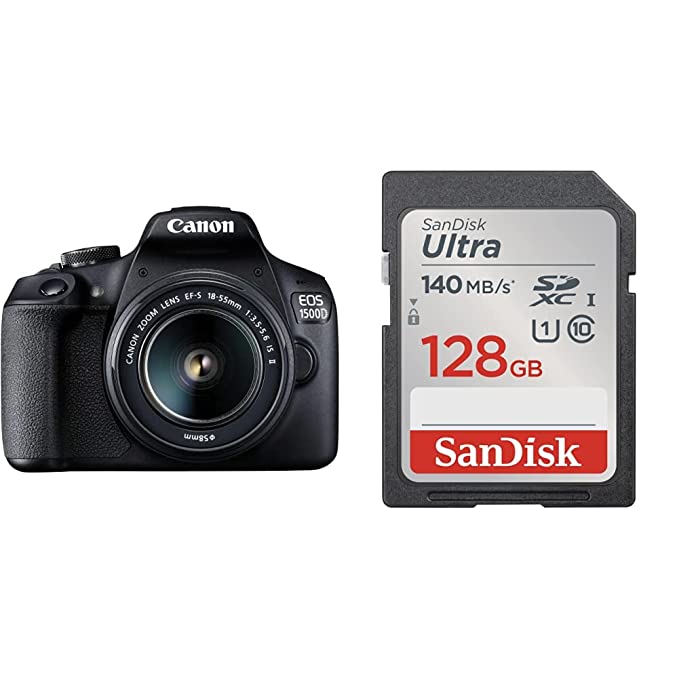 Canon
EOS
1500D
CANON ZOOM LENS EF-S 18-55mm 1:3.5-5.6 IS II
ø58mm
SanDisk
Ultra
140 MB/s*
SD XC I
U1 10
128 GB
SanDisk